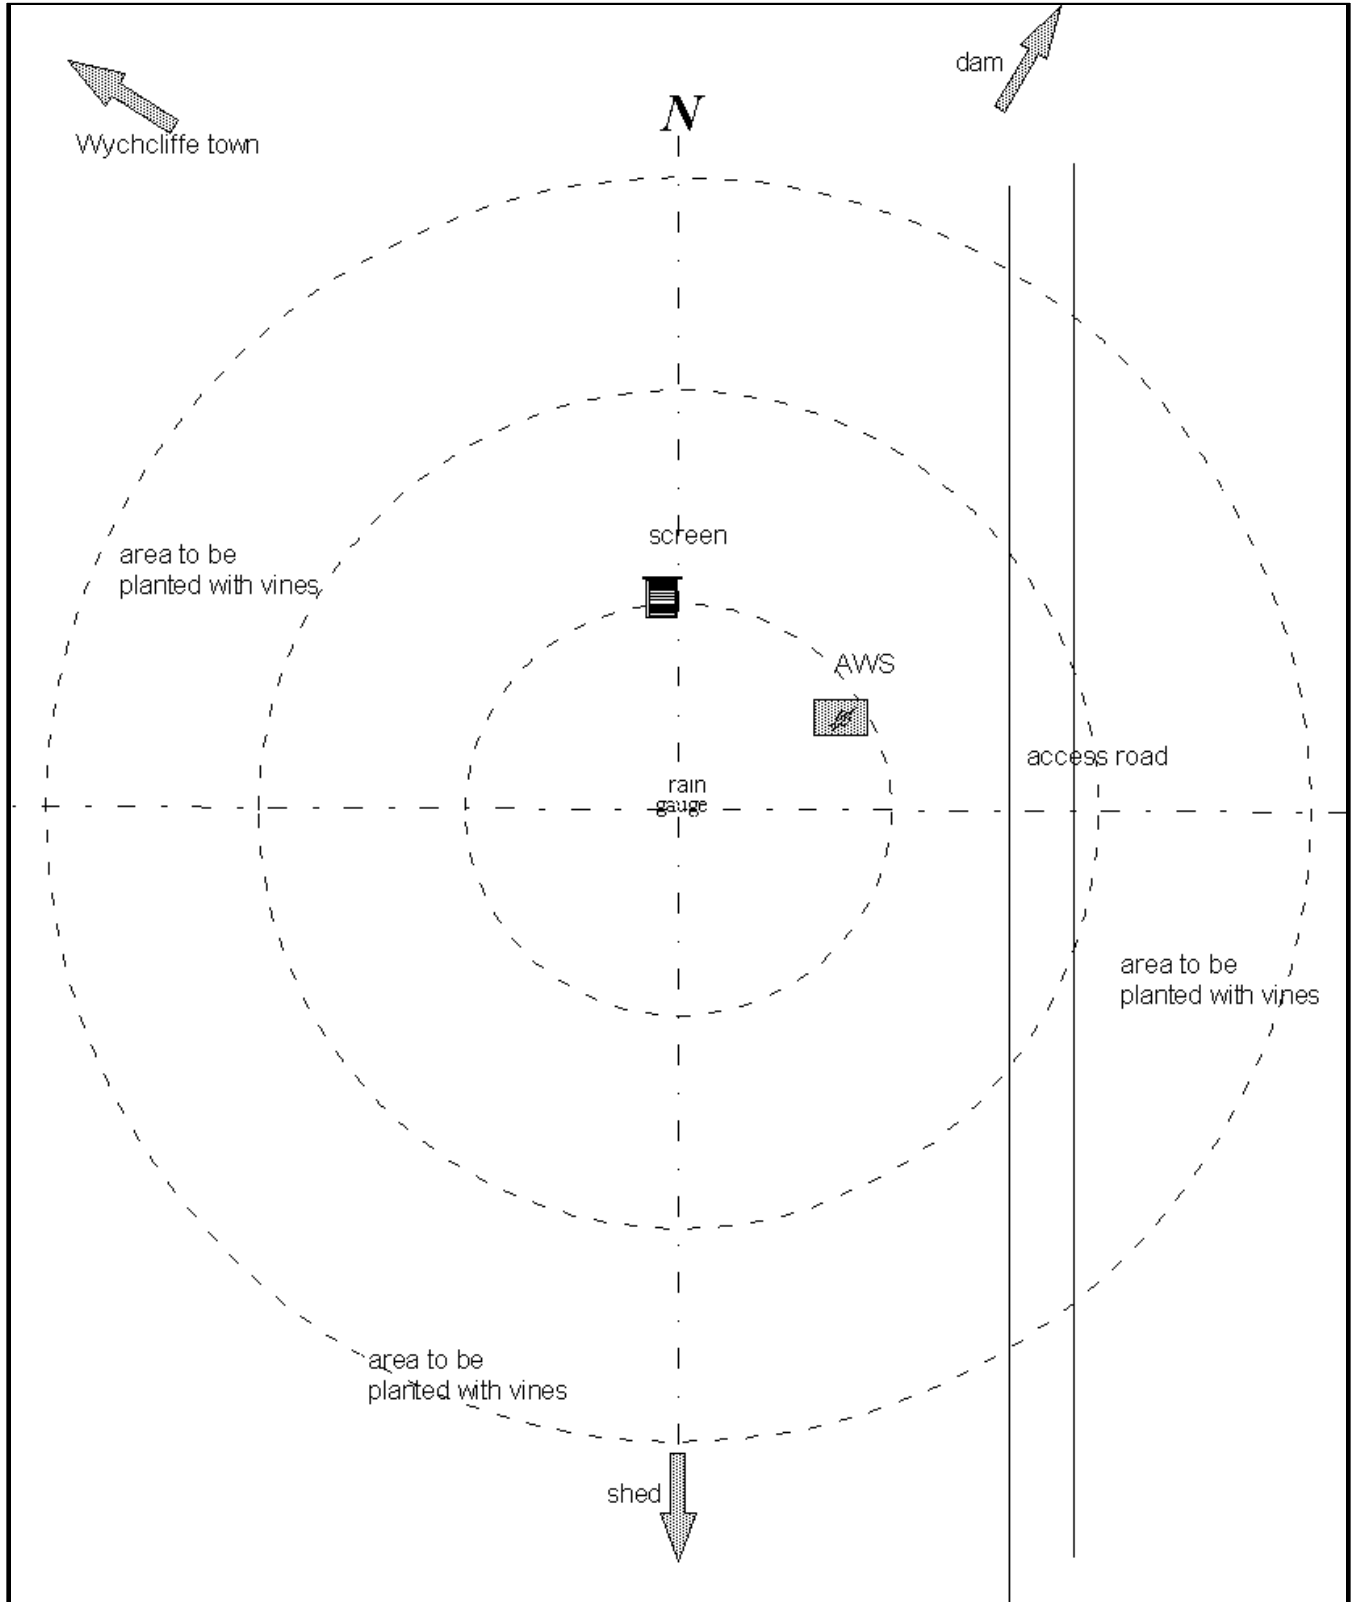 dam
N
Wychcliffe town
screen
area to be
planted with vines
AWS
access road
rain
gauge
area to be
planted with vines
area to be
planted with vines
shed